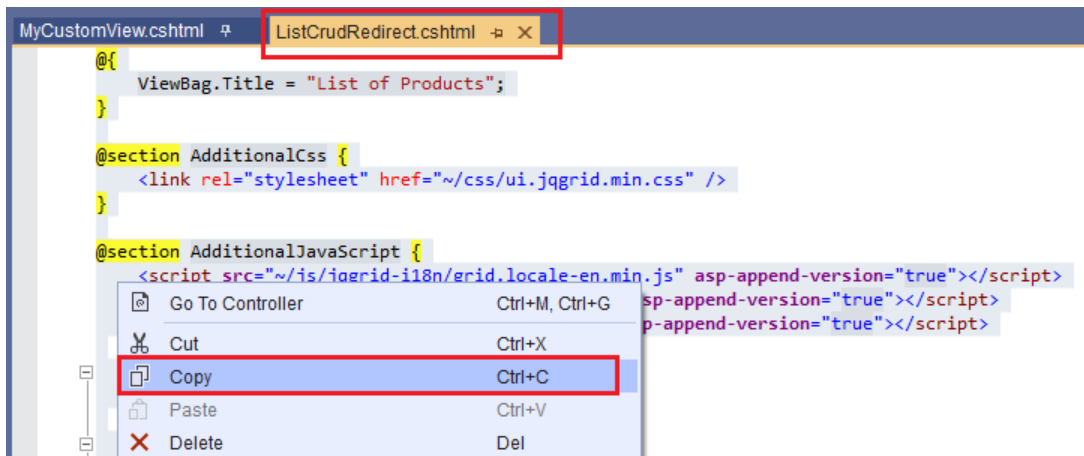 MyCustomView.cshtml ListCrudRedirect.cshtml
@{
ViewBag.Title = "List of Products";
}
@section AdditionalCss {
<link rel="stylesheet" href="~/css/ui.jqgrid.min.css" />
}
@section AdditionalJavaScript {
<script src="~/js/jqgrid-i18n/grid.locale-en.min.js" asp-append-version="true"></script>
Go To Controller Ctrl+M, Ctrl+G sp-append-version="true"></script>
p-append-version="true"></script>
Cut Ctrl+X
Copy Ctrl+C
Paste Ctrl+V
Delete Del